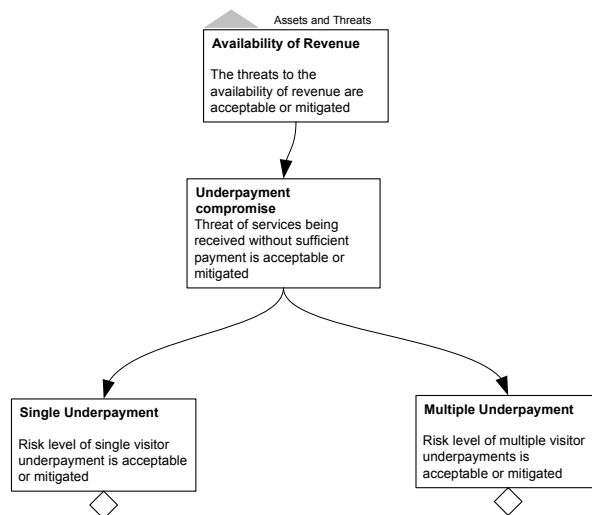 Assets and Threats
Availability of Revenue
The threats to the
availability of revenue are
acceptable or mitigated
Underpayment
compromise
Threat of services being
received without sufficient
payment is acceptable or
mitigated
Single Underpayment
Risk level of single visitor
underpayment is acceptable
or mitigated
Multiple Underpayment
Risk level of multiple visitor
underpayments is
acceptable or mitigated